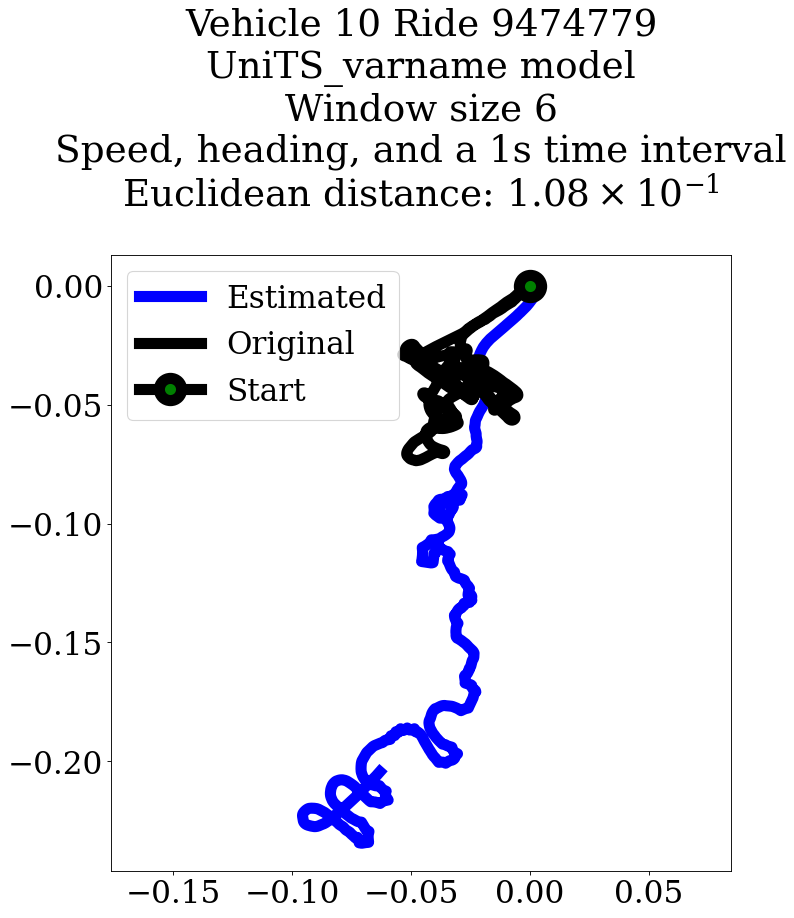 Vehicle 10 Ride 9474779
UniTS_varname model
Window size 6
Speed, heading, and a 1s time interval
Euclidean distance: 1.08 × 10⁻¹
Estimated
Original
Start
0.00
−0.05
−0.10
−0.15
−0.20
−0.15 −0.10 −0.05 0.00 0.05